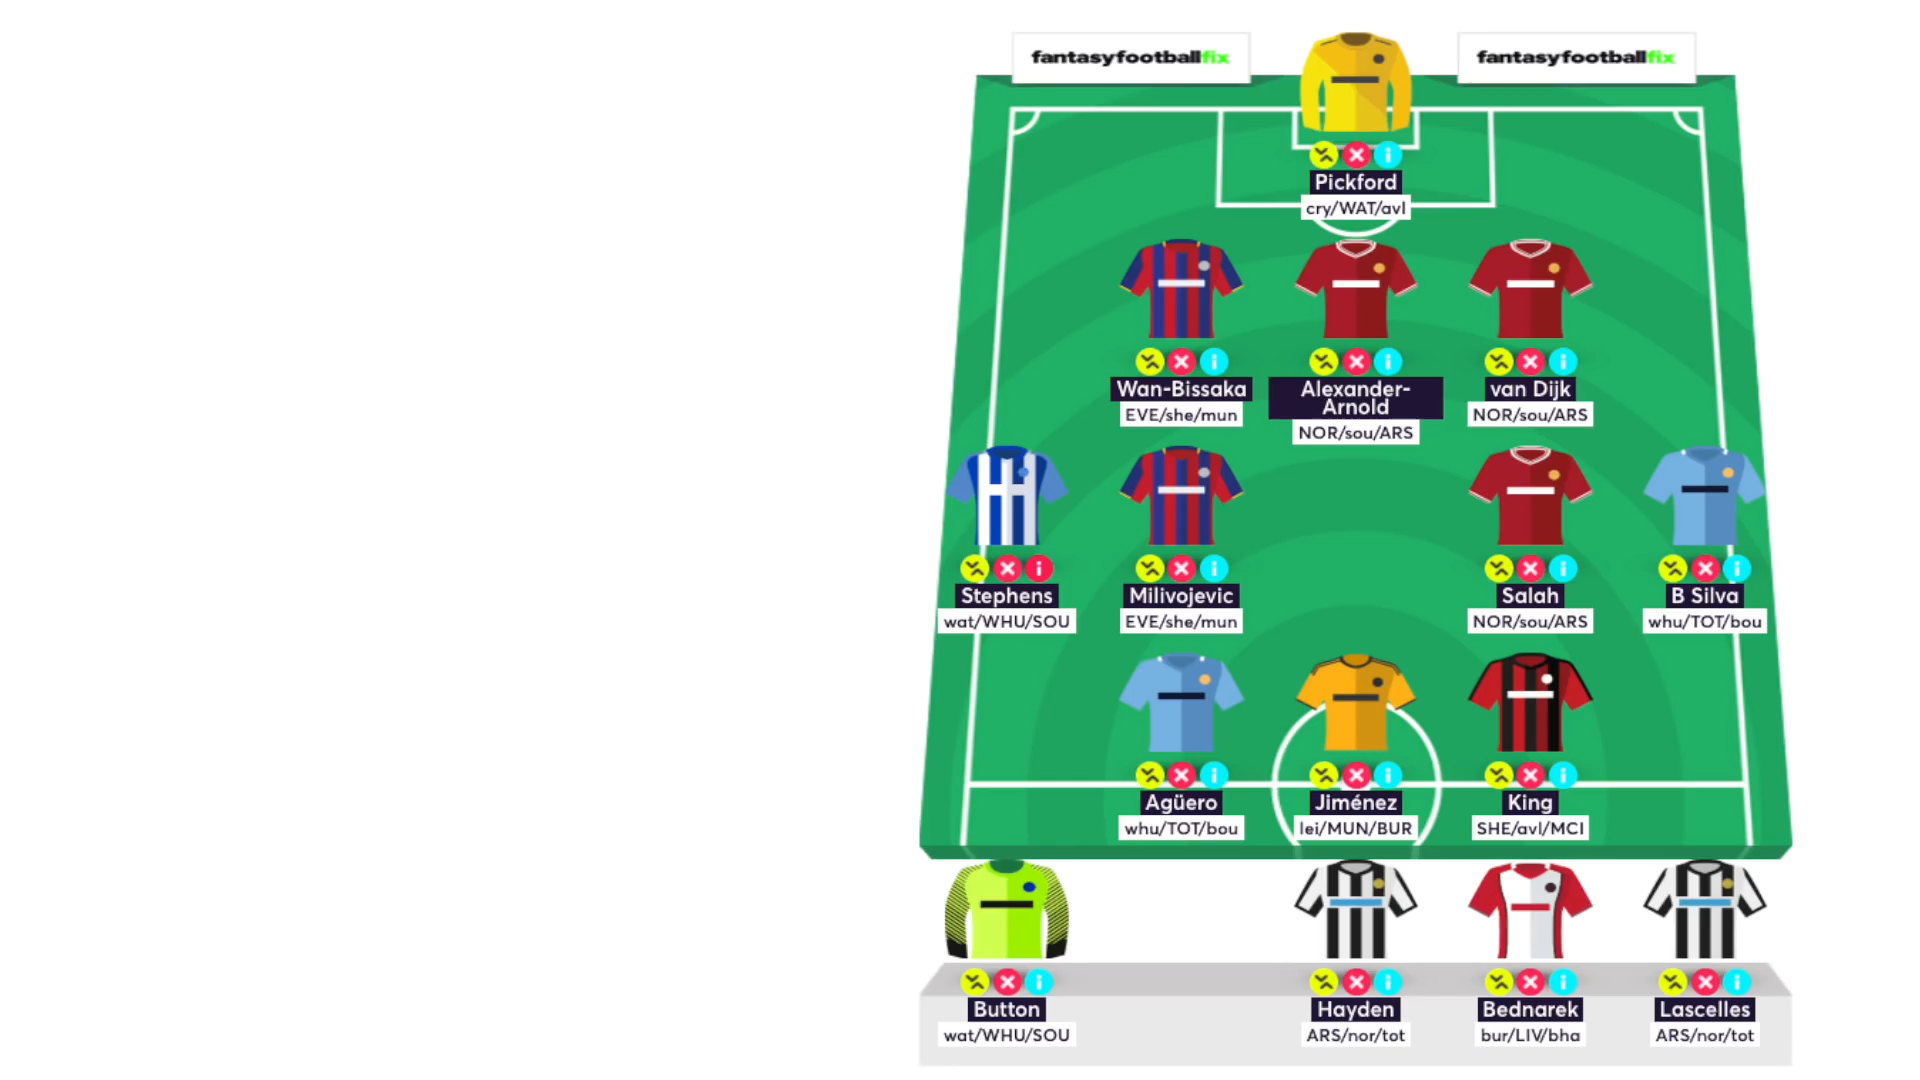 fantasyfootballfix
fantasyfootballfix
Pickford
cry/WAT/avl
Wan-Bissaka
EVE/she/mun
Alexander-
Arnold
NOR/sou/ARS
van Dijk
NOR/sou/ARS
Stephens
wat/WHU/SOU
Milivojevic
EVE/she/mun
Salah
NOR/sou/ARS
B Silva
whu/TOT/bou
Agüero
whu/TOT/bou
Jiménez
lei/MUN/BUR
King
SHE/avl/MCI
Button
wat/WHU/SOU
Hayden
ARS/nor/tot
Bednarek
bur/LIV/bha
Lascelles
ARS/nor/tot